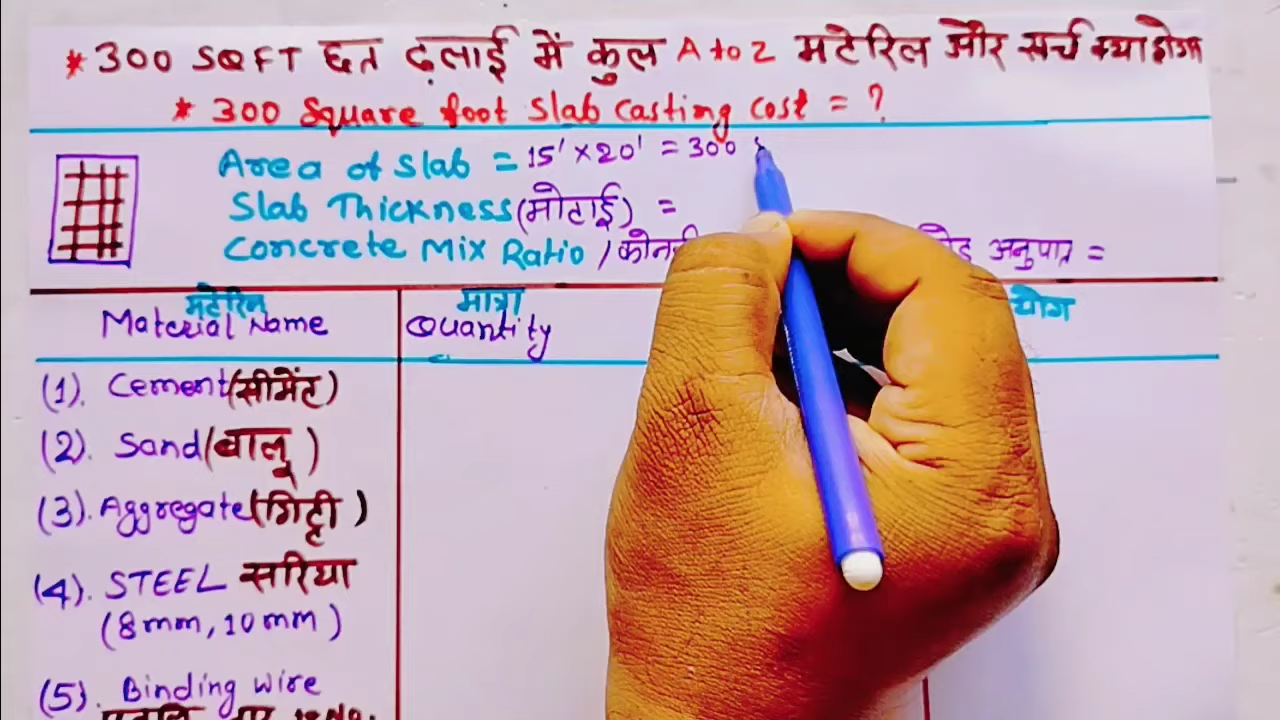 * 300 SQFT छत ढ़लाई में कुल A to Z मटेरिल और खर्च क्या होगा
* 300 Square foot Slab Casting Cost = ?
Area of Slab = 15' × 20' = 300
Slab Thickness (मोटाई) =
Concrete Mix Ratio / अनुपात =
मटेरिल मात्रा
Material Name Quantity
(1). Cement (सीमेंट)
(2). Sand (बालू)
(3). Aggregate (गिट्टी)
(4). STEEL सरिया
(8mm, 10mm)
(5). Binding Wire